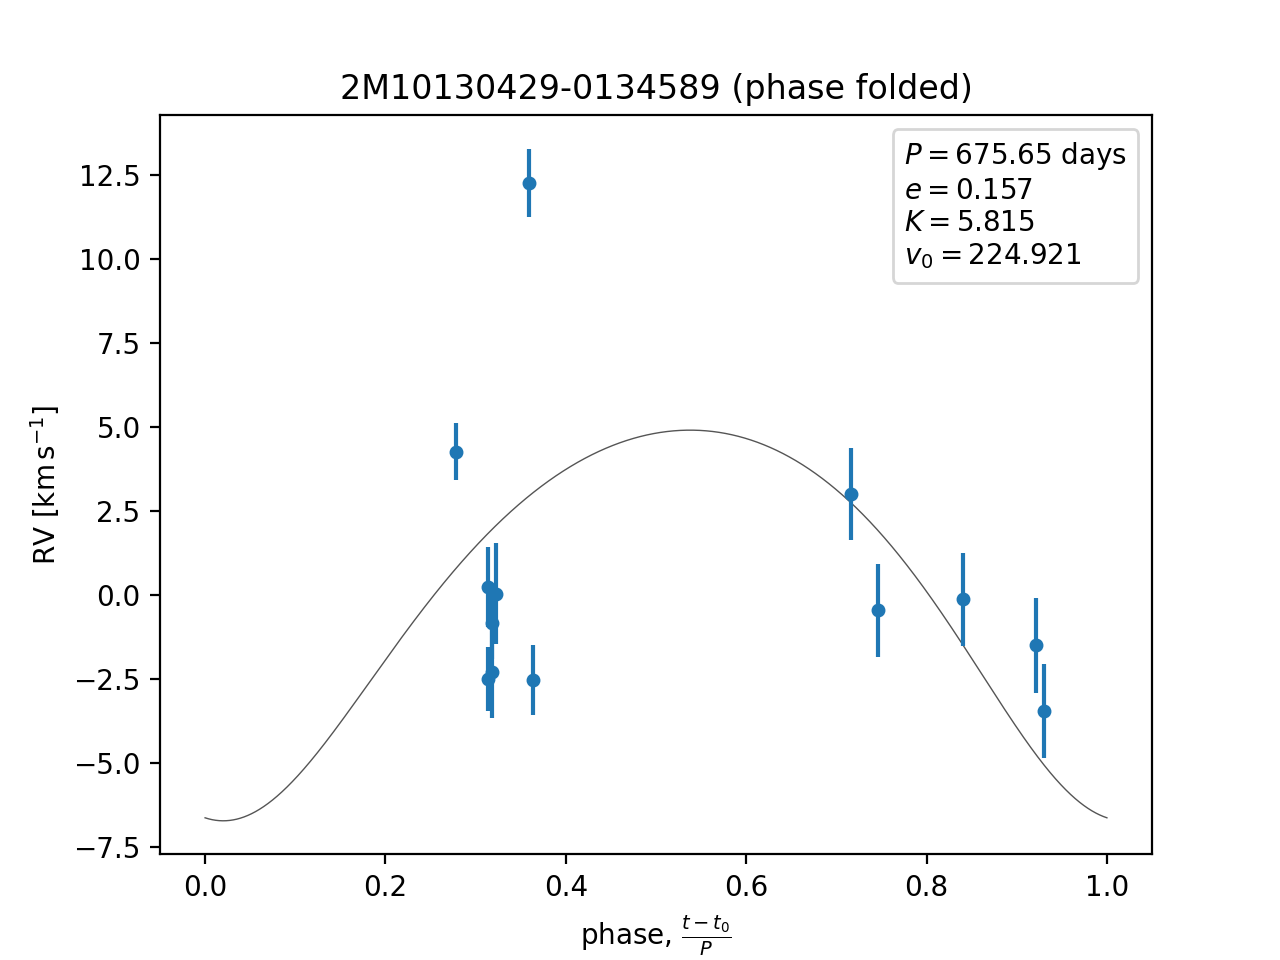 2M10130429-0134589 (phase folded)
P = 675.65 days
e = 0.157
K = 5.815
v₀ = 224.921
12.5
10.0
7.5
5.0
2.5
0.0
−2.5
−5.0
−7.5
RV [km s⁻¹]
0.0 0.2 0.4 0.6 0.8 1.0
phase, (t − t₀)/P